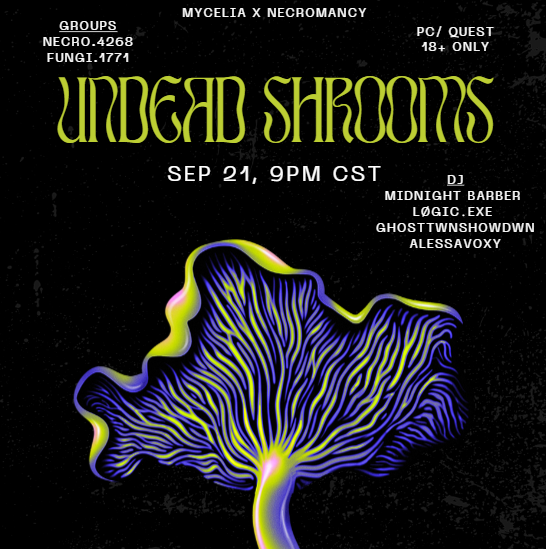 MYCELIA X NECROMANCY
GROUPS
NECRO.4268
FUNGI.1771
PC/ QUEST
18+ ONLY
UNDEAD SHROOMS
SEP 21, 9PM CST
DJ
MIDNIGHT BARBER
LØGIC.EXE
GHOSTTWNSHOWDWN
ALESSAVOXY